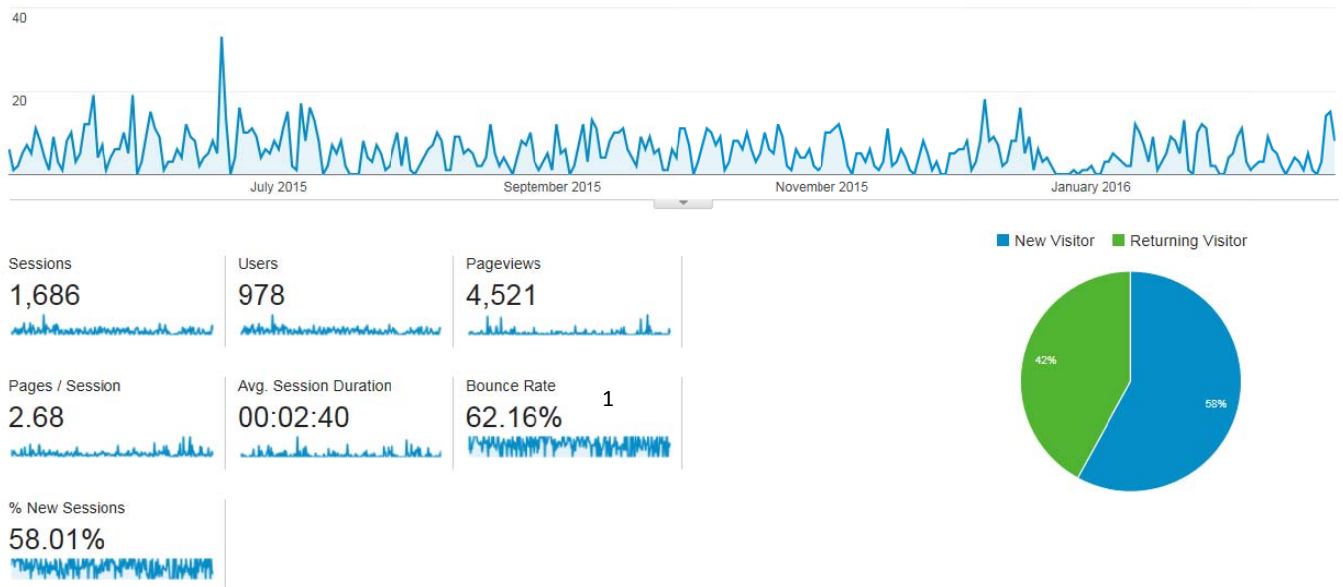 40
20
July 2015 September 2015 November 2015 January 2016
New Visitor Returning Visitor
Sessions Users Pageviews
1,686 978 4,521
Pages / Session Avg. Session Duration Bounce Rate
2.68 00:02:40 62.16% 1
% New Sessions
58.01%
42%
58%